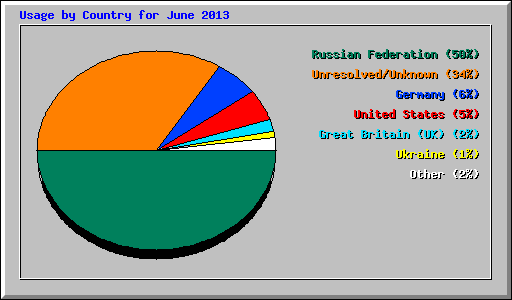 Usage by Country for June 2013
Russian Federation (50%)
Unresolved/Unknown (34%)
Germany (6%)
United States (5%)
Great Britain (UK) (2%)
Ukraine (1%)
Other (2%)